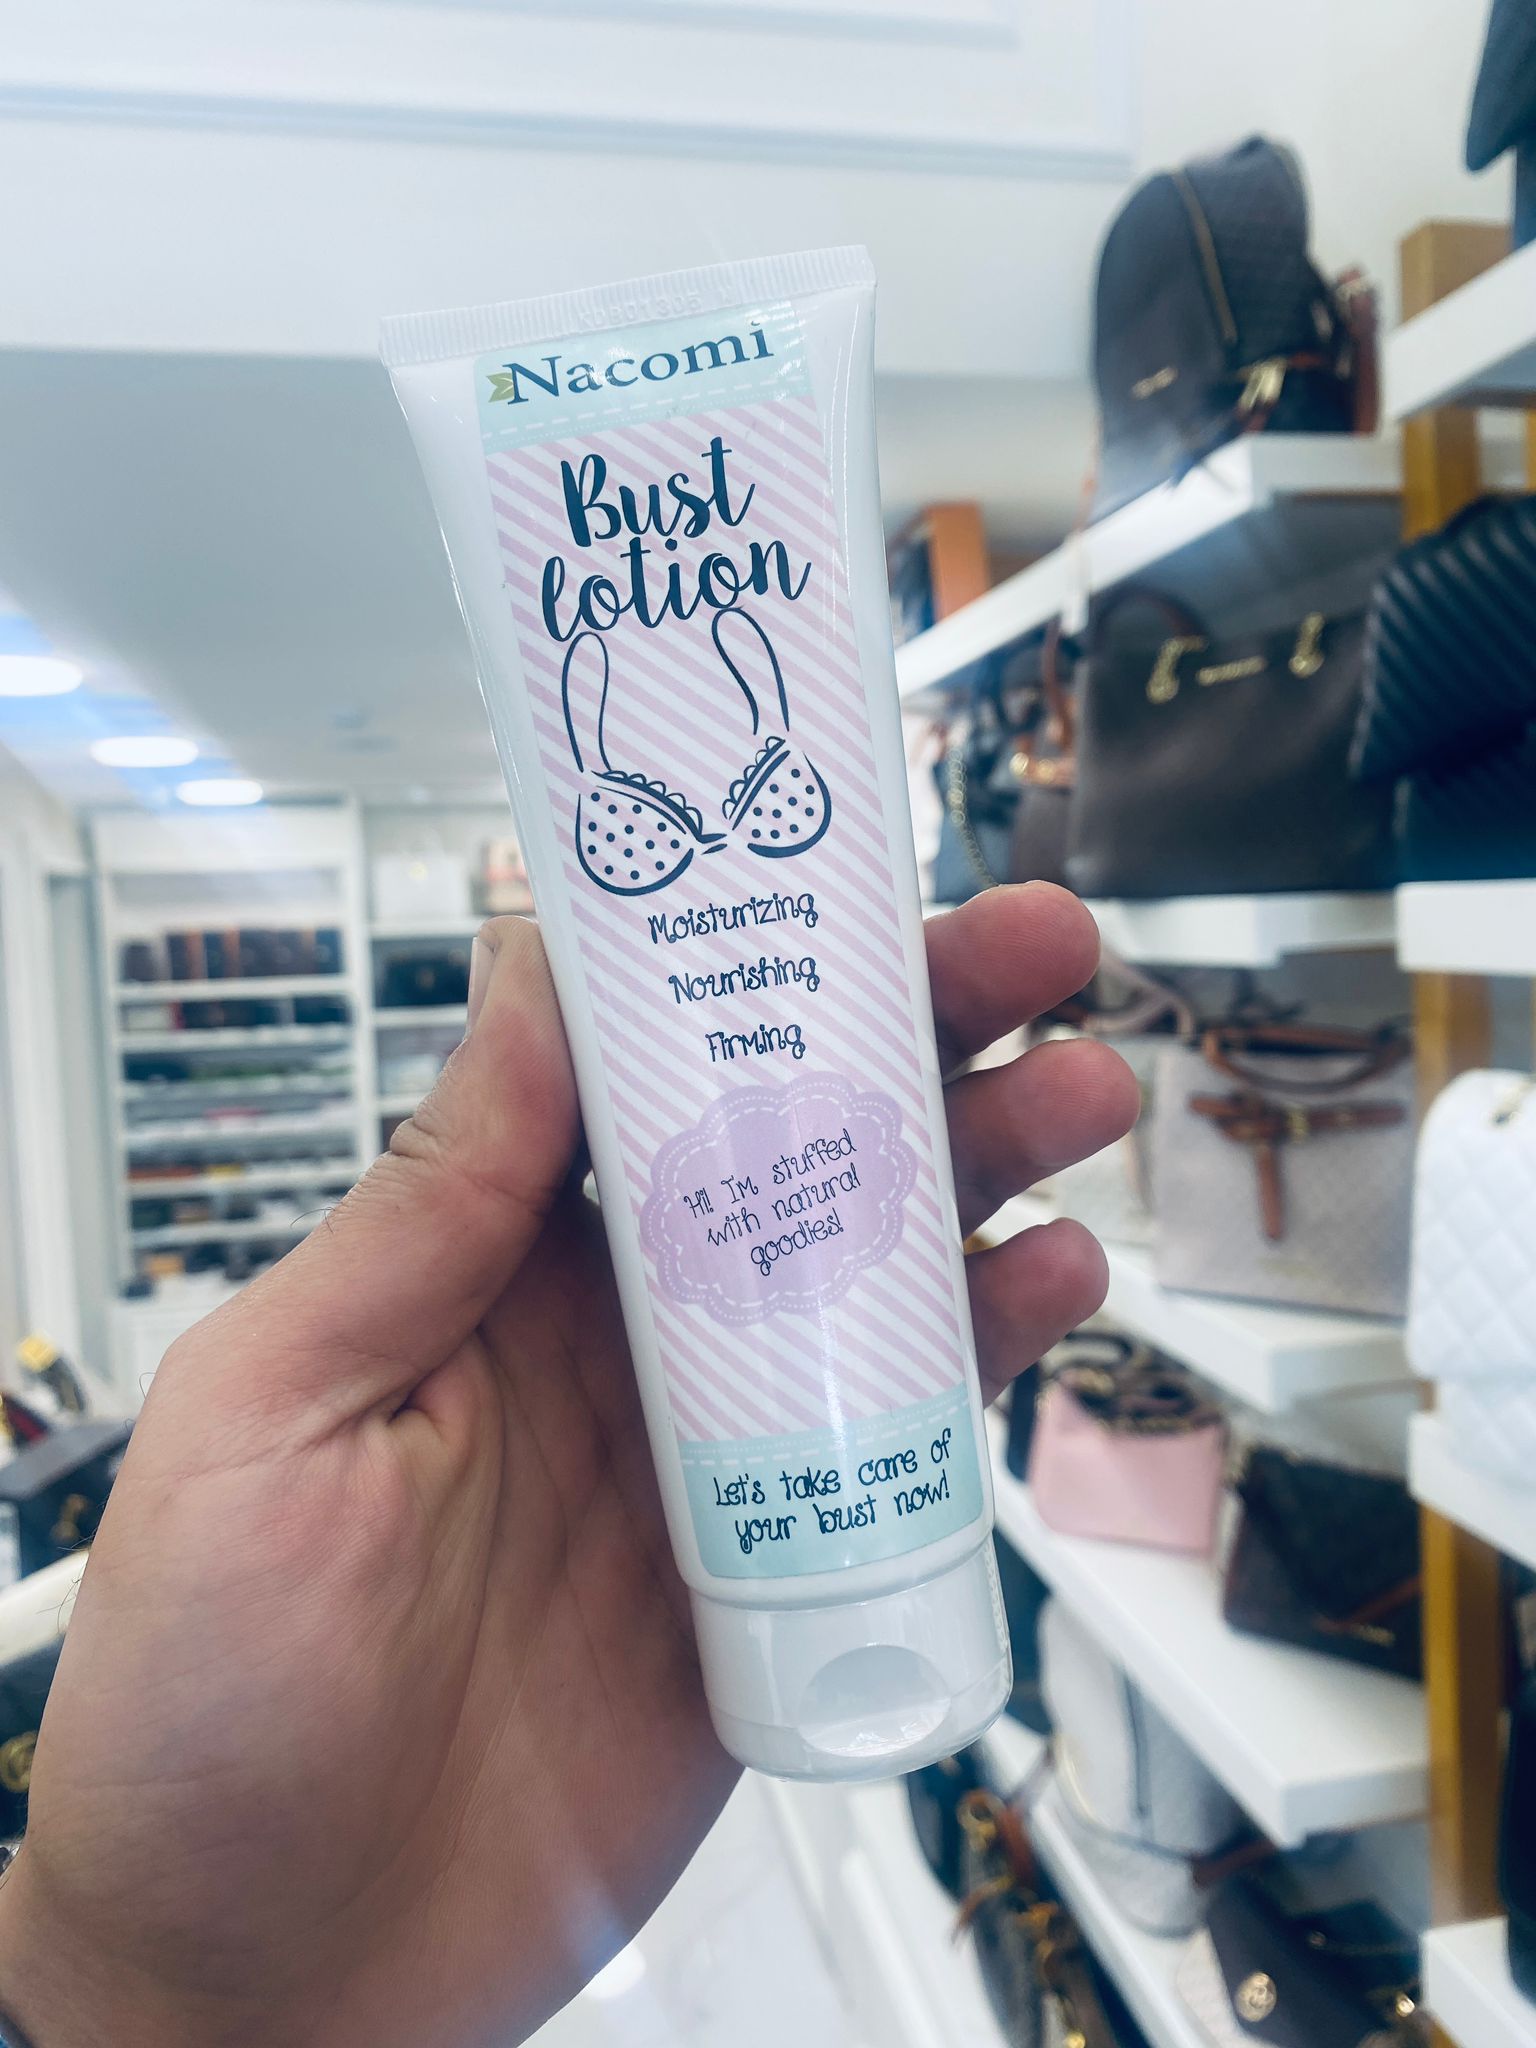 Nacomi
Bust
lotion
Moisturizing
Nourishing
Firming
Hi! I'm stuffed
with natural
goodies!
Let's take care of
your bust now!